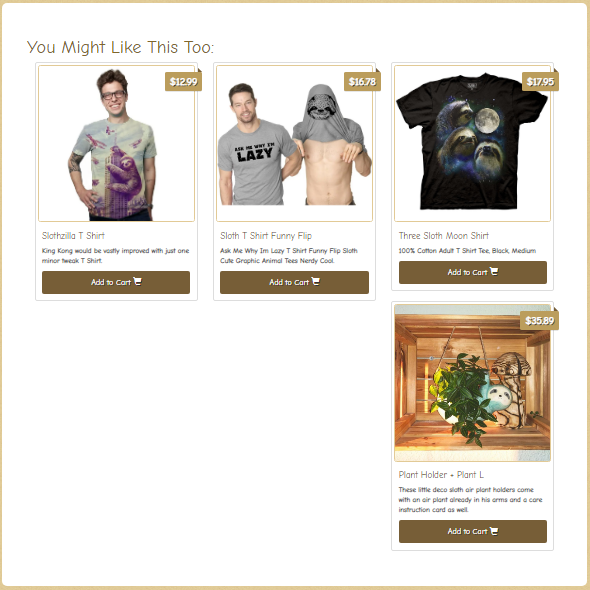 You Might Like This Too:
$12.99
Slothzilla T Shirt
King Kong would be vastly improved with just one
minor tweak T Shirt.
Add to Cart
$16.78
ASK ME WHY I'M
LAZY
Sloth T Shirt Funny Flip
Ask Me Why Im Lazy T Shirt Funny Flip Sloth
Cute Graphic Animal Tees Nerdy Cool
Add to Cart
$17.95
Three Sloth Moon Shirt
100% Cotton Adult T Shirt Tee, Black, Medium
Add to Cart
$35.89
Plant Holder + Plant L
These little deco sloth air plant holders come
with an air plant already in his arms and a care
instruction card as well.
Add to Cart